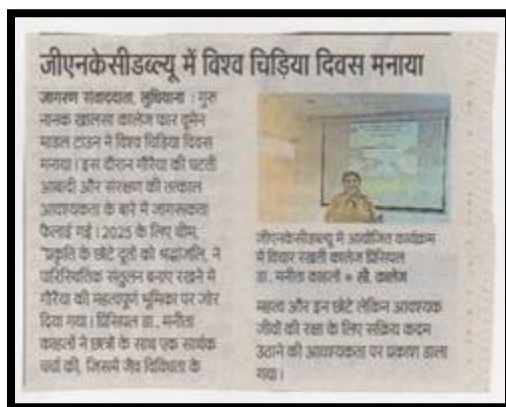 जीएनकेसीडब्ल्यू में विश्व चिड़िया दिवस मनाया
जागरण संवाददाता, लुधियाना : गुरु
नानक खालसा कालेज फार वूमेन
माडल टाउन ने विश्व चिड़िया दिवस
मनाया। इस दौरान गौरैया की घटती
आबादी और संरक्षण की तत्काल
आवश्यकता के बारे में जागरूकता
फैलाई गई। 2025 के लिए थीम,
"प्रकृति के छोटे दूतों को श्रद्धांजलि, ने
पारिस्थितिक संतुलन बनाए रखने में
गौरैया की महत्वपूर्ण भूमिका पर जोर
दिया गया। प्रिंसिपल डा. मनीता
काहलों ने छात्रों के साथ एक सार्थक
चर्चा की, जिसमें जैव विविधता के
जीएनकेसीडब्ल्यू में आयोजित कार्यक्रम
में विचार रखतीं कालेज प्रिंसिपल
डा. मनीता काहलों ● सौ. कालेज
महत्व और इन छोटे लेकिन आवश्यक
जीवों की रक्षा के लिए सक्रिय कदम
उठाने की आवश्यकता पर प्रकाश डाला
गया।